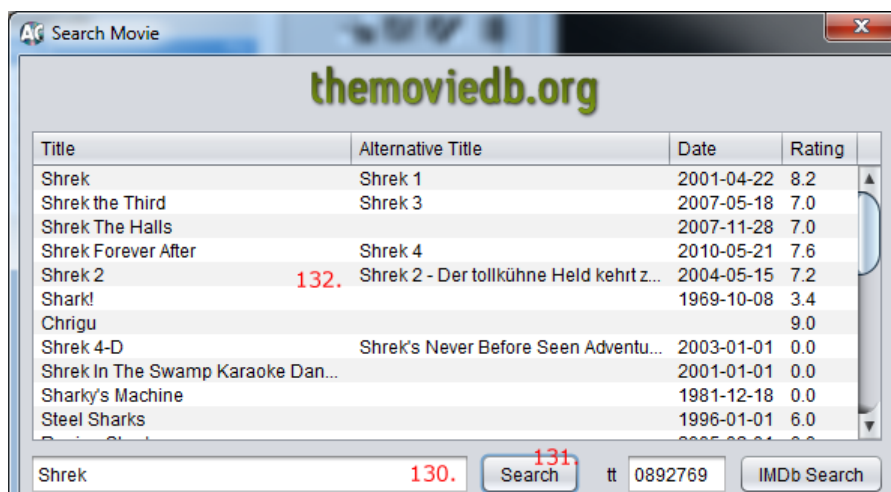 Search Movie
themoviedb.org
Title Alternative Title Date Rating
Shrek Shrek 1 2001-04-22 8.2
Shrek the Third Shrek 3 2007-05-18 7.0
Shrek The Halls 2007-11-28 7.0
Shrek Forever After Shrek 4 2010-05-21 7.6
Shrek 2 132. Shrek 2 - Der tollkühne Held kehrt z... 2004-05-15 7.2
Shark! 1969-10-08 3.4
Chrigu 9.0
Shrek 4-D Shrek's Never Before Seen Adventu... 2003-01-01 0.0
Shrek In The Swamp Karaoke Dan... 2001-01-01 0.0
Sharky's Machine 1981-12-18 0.0
Steel Sharks 1996-01-01 6.0
Shrek 130. Search 131. tt 0892769 IMDb Search